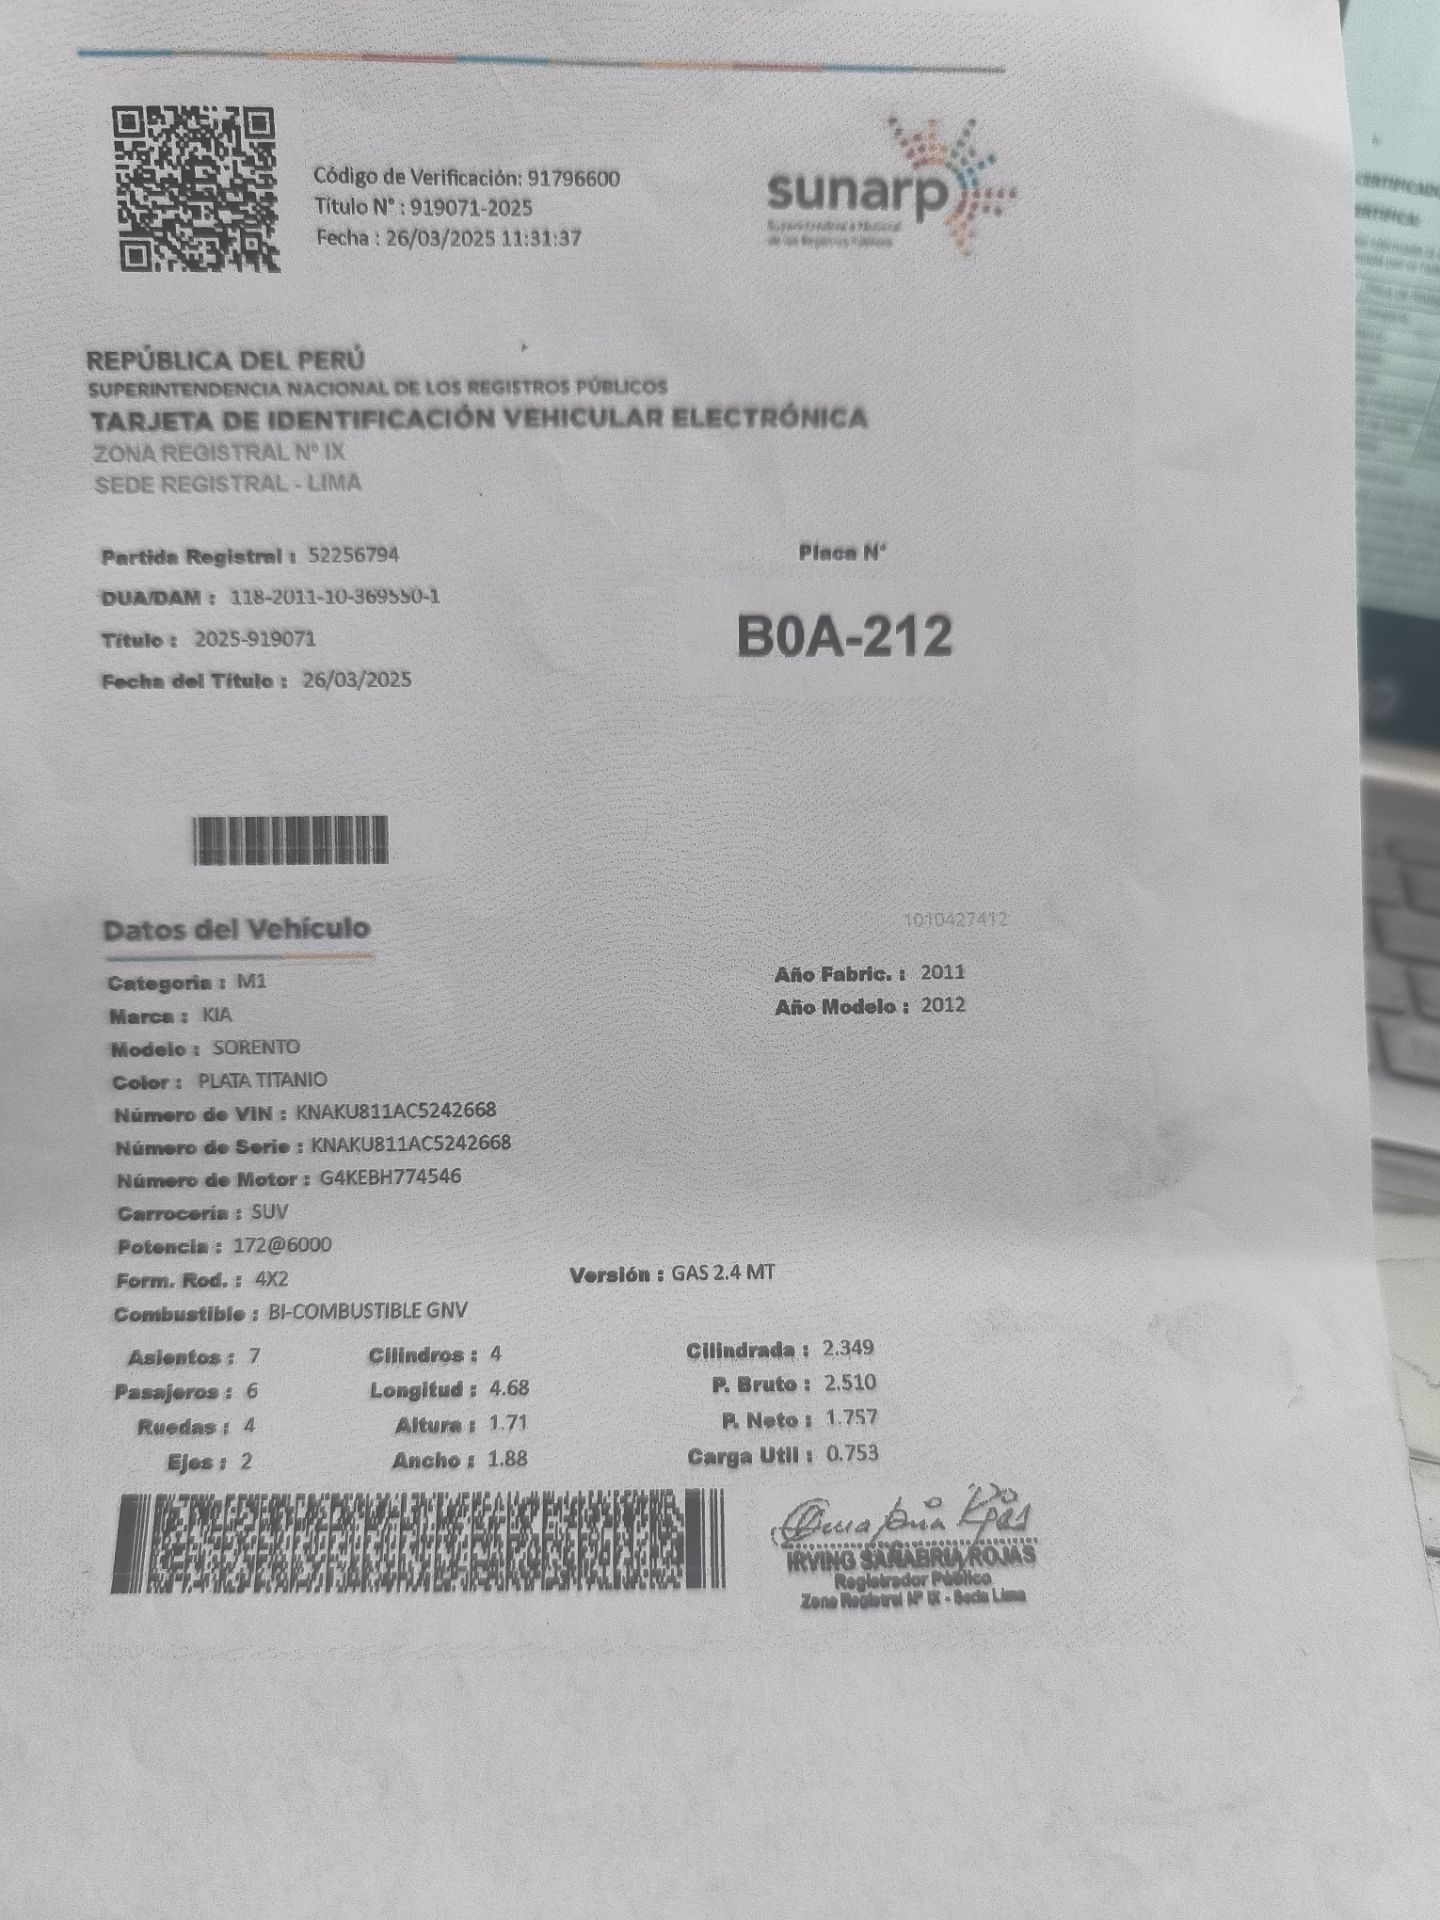 Código de Verificación: 91796600
Título N° : 919071-2025
Fecha : 26/03/2025 11:31:37
sunarp
Superintendencia Nacional
de los Registros Públicos
REPÚBLICA DEL PERÚ
SUPERINTENDENCIA NACIONAL DE LOS REGISTROS PÚBLICOS
TARJETA DE IDENTIFICACIÓN VEHICULAR ELECTRÓNICA
ZONA REGISTRAL N° IX
SEDE REGISTRAL - LIMA
Partida Registral : 52256794
DUA/DAM : 118-2011-10-369550-1
Título : 2025-919071
Fecha del Título : 26/03/2025
Placa N°
B0A-212
Datos del Vehículo
1010427412
Categoria : M1
Marca : KIA
Modelo : SORENTO
Color : PLATA TITANIO
Número de VIN : KNAKU811AC5242668
Número de Serie : KNAKU811AC5242668
Número de Motor : G4KEBH774546
Carrocería : SUV
Potencia : 172@6000
Form. Rod. : 4X2
Combustible : BI-COMBUSTIBLE GNV
Año Fabric. : 2011
Año Modelo : 2012
Versión : GAS 2.4 MT
Asientos : 7 Cilindros : 4 Cilindrada : 2.349
Pasajeros : 6 Longitud : 4.68 P. Bruto : 2.510
Ruedas : 4 Altura : 1.71 P. Neto : 1.757
Ejes : 2 Ancho : 1.88 Carga Util : 0.753
IRVING SANABRIA ROJAS
Registrador Público
Zona Registral N° IX - Sede Lima